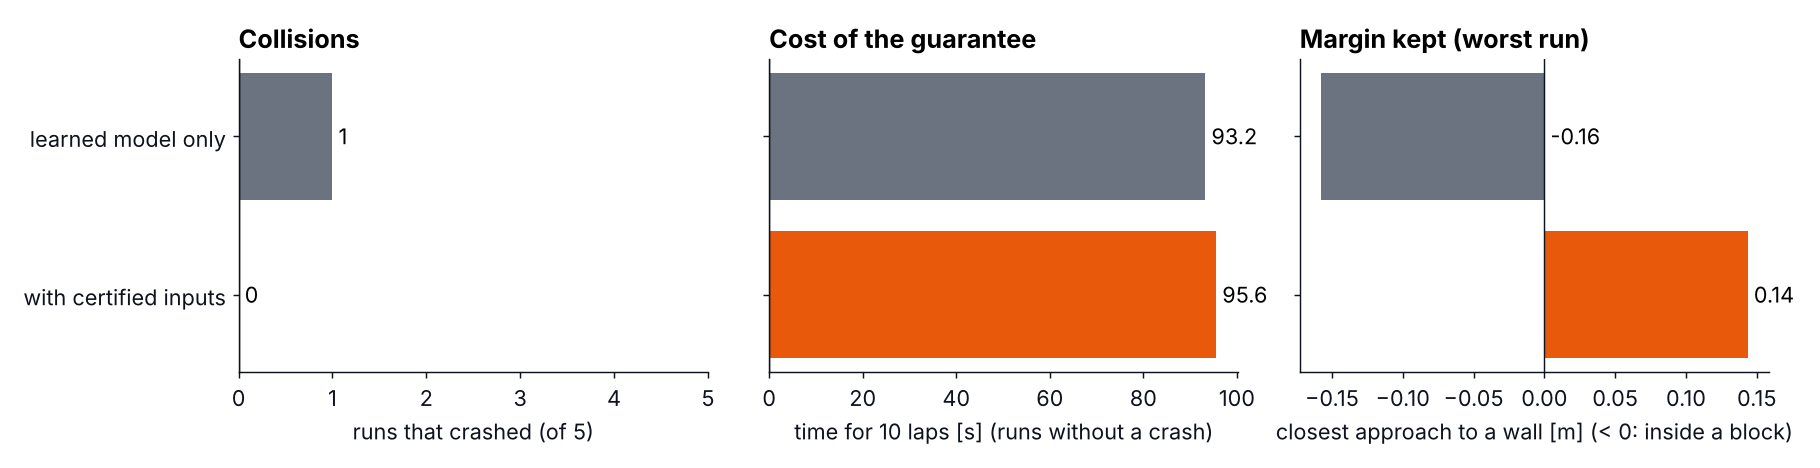 Collisions
learned model only
with certified inputs
1
0
0 1 2 3 4 5
runs that crashed (of 5)
Cost of the guarantee
93.2
95.6
0 20 40 60 80 100
time for 10 laps [s] (runs without a crash)
Margin kept (worst run)
-0.16
0.14
−0.15 −0.10 −0.05 0.00 0.05 0.10 0.15
closest approach to a wall [m] (< 0: inside a block)